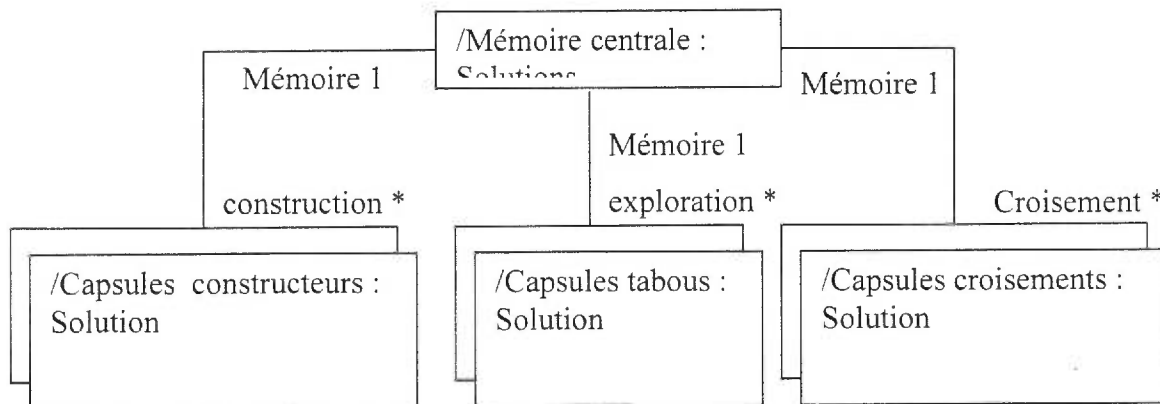 /Mémoire centrale :
Solutions
Mémoire 1
Mémoire 1
Mémoire 1
construction *
exploration *
Croisement *
/Capsules constructeurs :
Solution
/Capsules tabous :
Solution
/Capsules croisements :
Solution